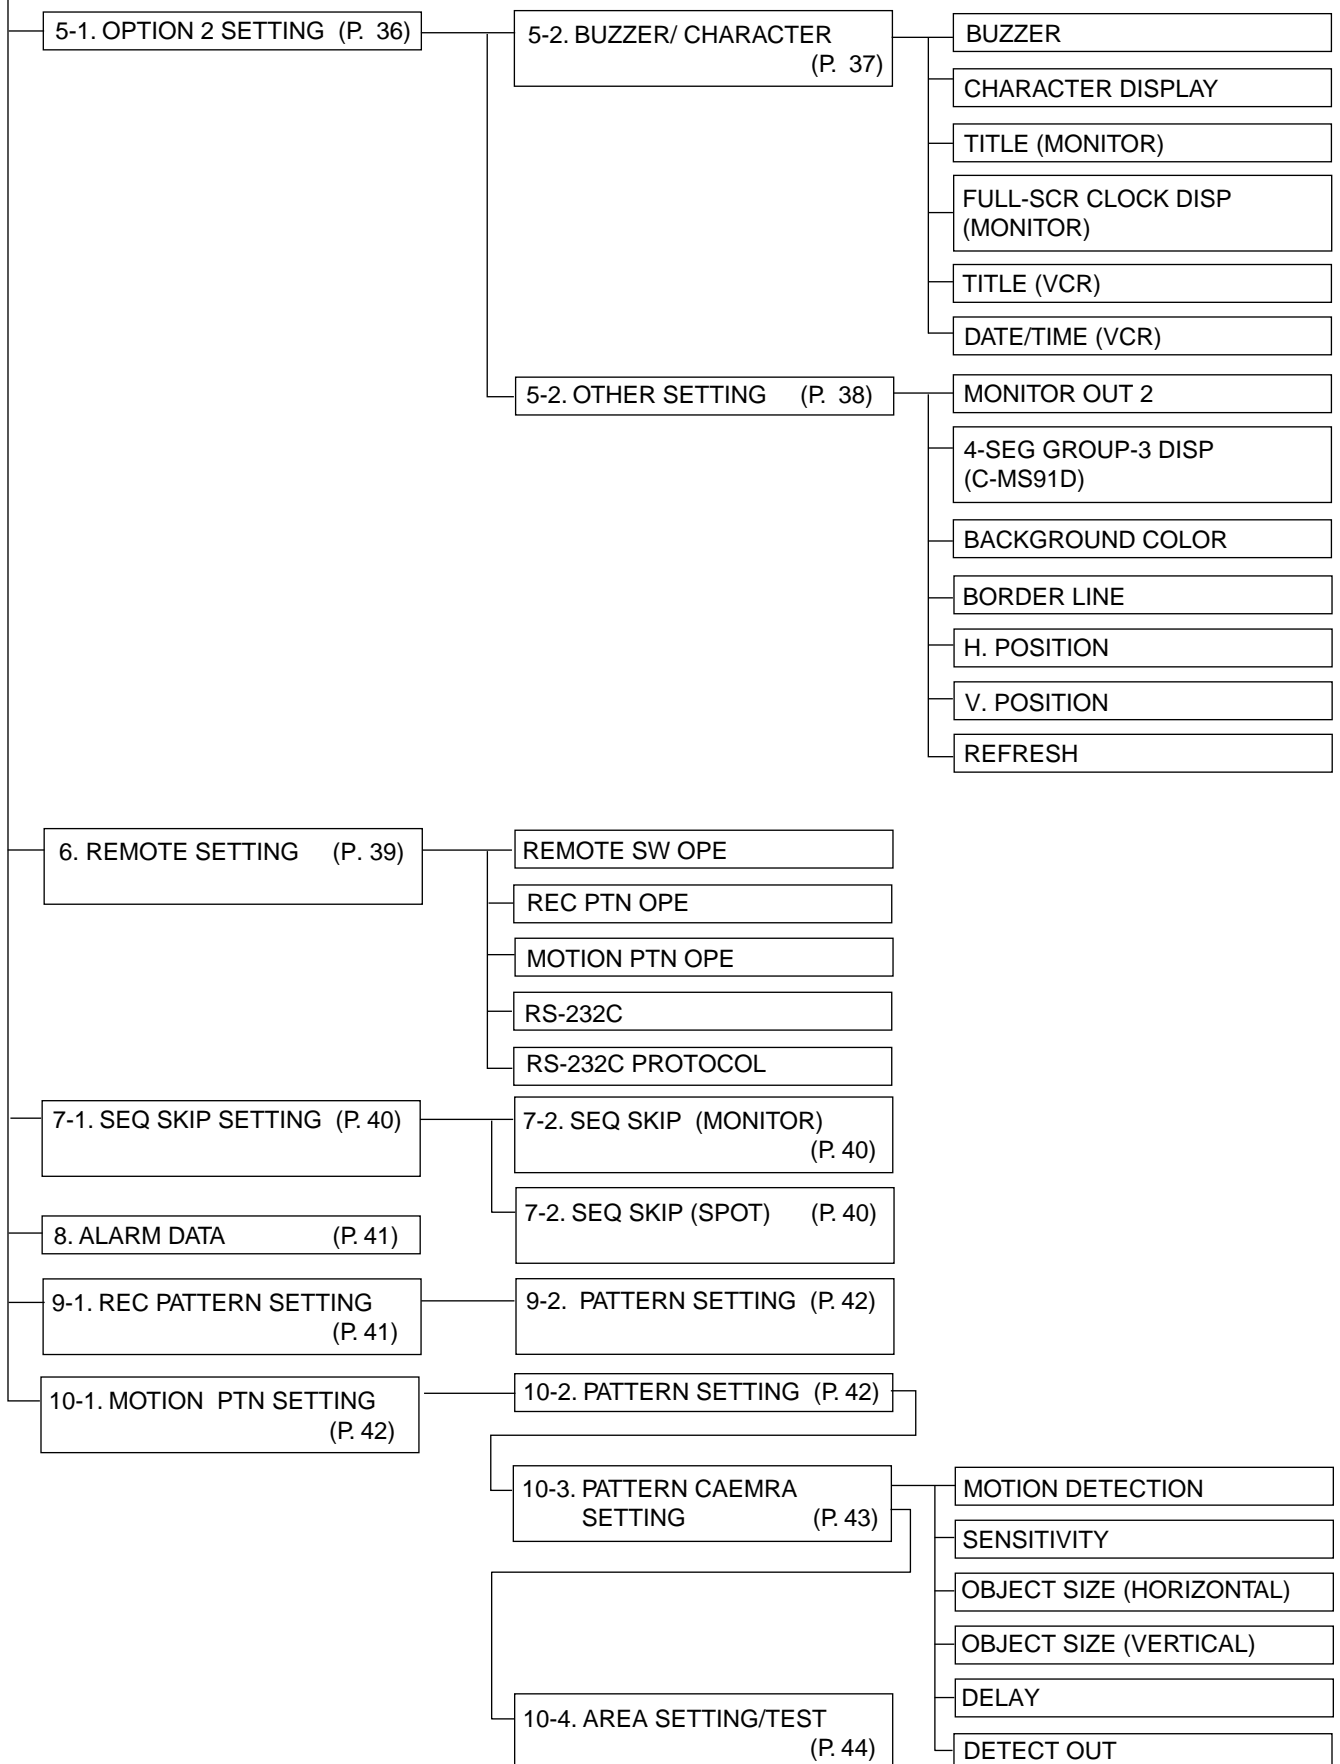 5-1. OPTION 2 SETTING (P. 36)
5-2. BUZZER/ CHARACTER
(P. 37)
BUZZER
CHARACTER DISPLAY
TITLE (MONITOR)
FULL-SCR CLOCK DISP
(MONITOR)
TITLE (VCR)
DATE/TIME (VCR)
5-2. OTHER SETTING (P. 38)
MONITOR OUT 2
4-SEG GROUP-3 DISP
(C-MS91D)
BACKGROUND COLOR
BORDER LINE
H. POSITION
V. POSITION
REFRESH
6. REMOTE SETTING (P. 39)
REMOTE SW OPE
REC PTN OPE
MOTION PTN OPE
RS-232C
RS-232C PROTOCOL
7-1. SEQ SKIP SETTING (P. 40)
7-2. SEQ SKIP (MONITOR)
(P. 40)
7-2. SEQ SKIP (SPOT) (P. 40)
8. ALARM DATA (P. 41)
9-1. REC PATTERN SETTING
(P. 41)
9-2. PATTERN SETTING (P. 42)
10-1. MOTION PTN SETTING
(P. 42)
10-2. PATTERN SETTING (P. 42)
10-3. PATTERN CAEMRA
SETTING (P. 43)
MOTION DETECTION
SENSITIVITY
OBJECT SIZE (HORIZONTAL)
OBJECT SIZE (VERTICAL)
DELAY
DETECT OUT
10-4. AREA SETTING/TEST
(P. 44)